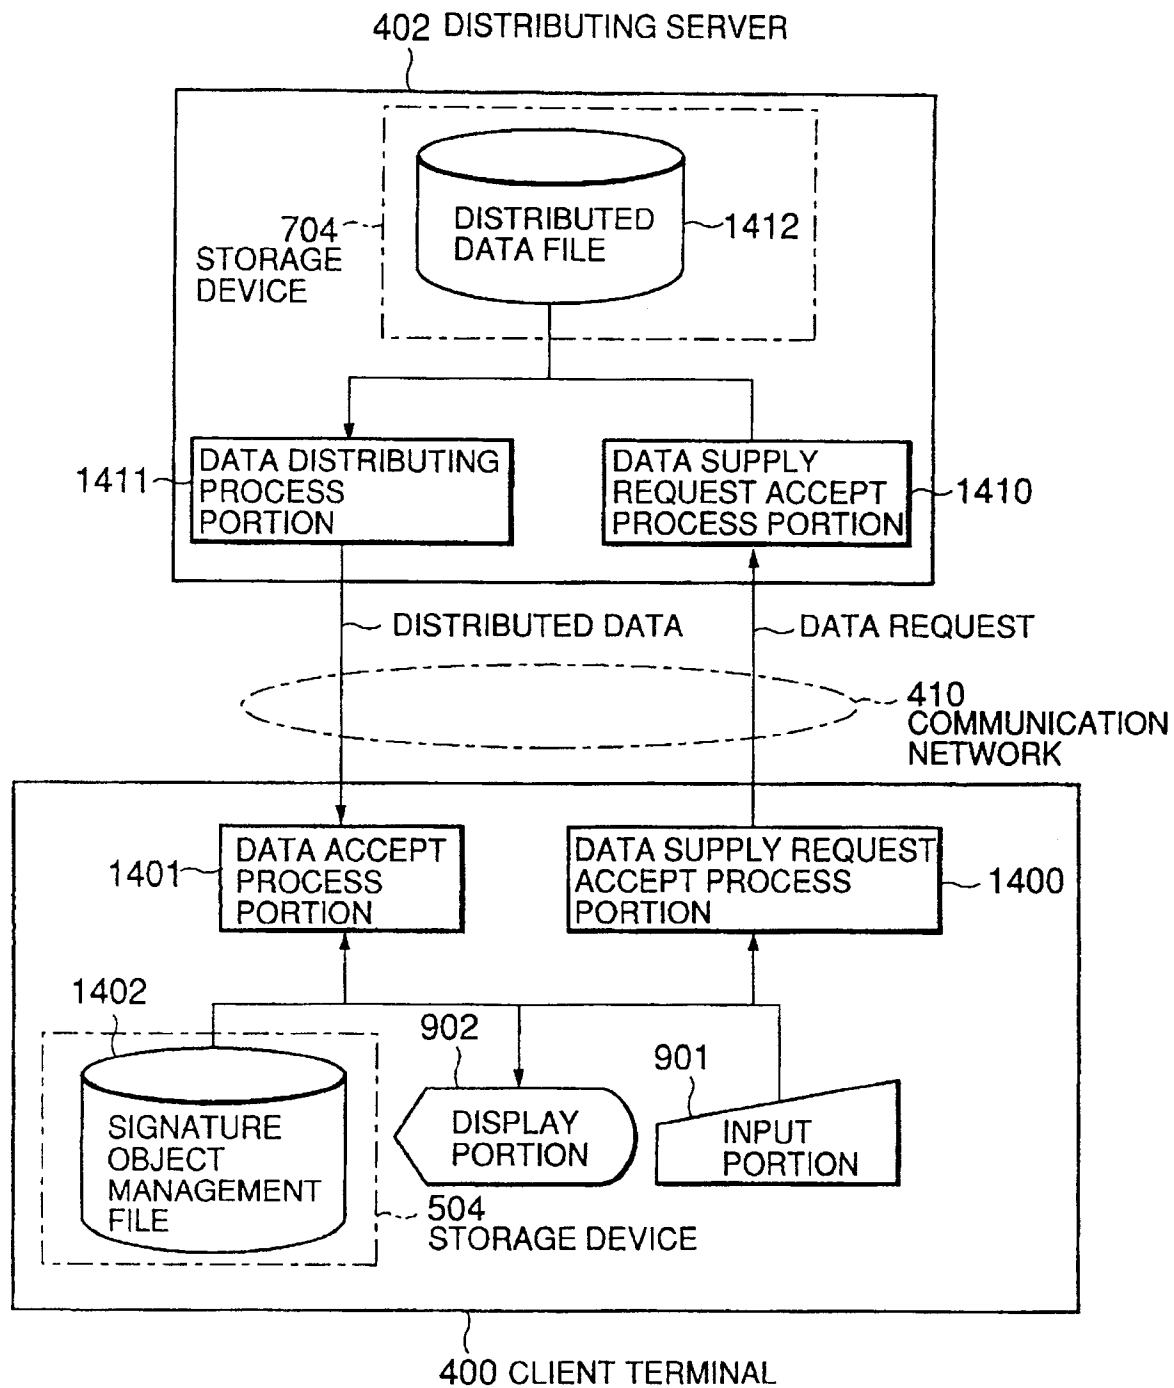 402 DISTRIBUTING SERVER
DISTRIBUTED
DATA FILE
1412
704
STORAGE
DEVICE
1411
DATA DISTRIBUTING
PROCESS
PORTION
DATA SUPPLY
REQUEST ACCEPT
PROCESS PORTION
1410
DISTRIBUTED DATA
DATA REQUEST
410
COMMUNICATION
NETWORK
1401
DATA ACCEPT
PROCESS
PORTION
DATA SUPPLY REQUEST
ACCEPT PROCESS
PORTION
1400
1402
SIGNATURE
OBJECT
MANAGEMENT
FILE
902
DISPLAY
PORTION
901
INPUT
PORTION
504
STORAGE DEVICE
400 CLIENT TERMINAL